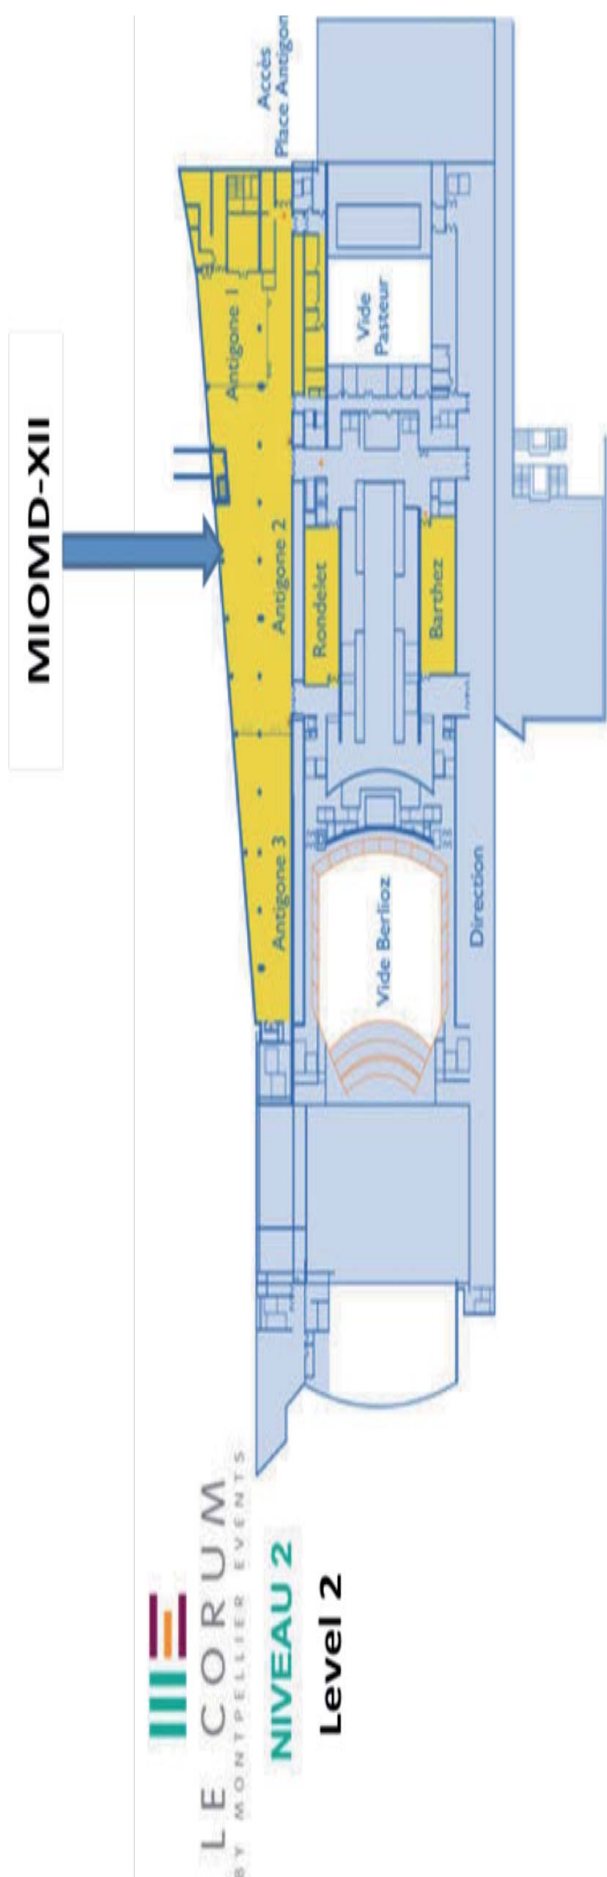 MIOMD-XII
LE CORUM
BY MONTPELLIER EVENTS
NIVEAU 2
Level 2
Accès
Place Antigon
Antigone 1
Antigone 2
Antigone 3
Rondelet
Barthez
Vide
Pasteur
Vide Berlioz
Direction